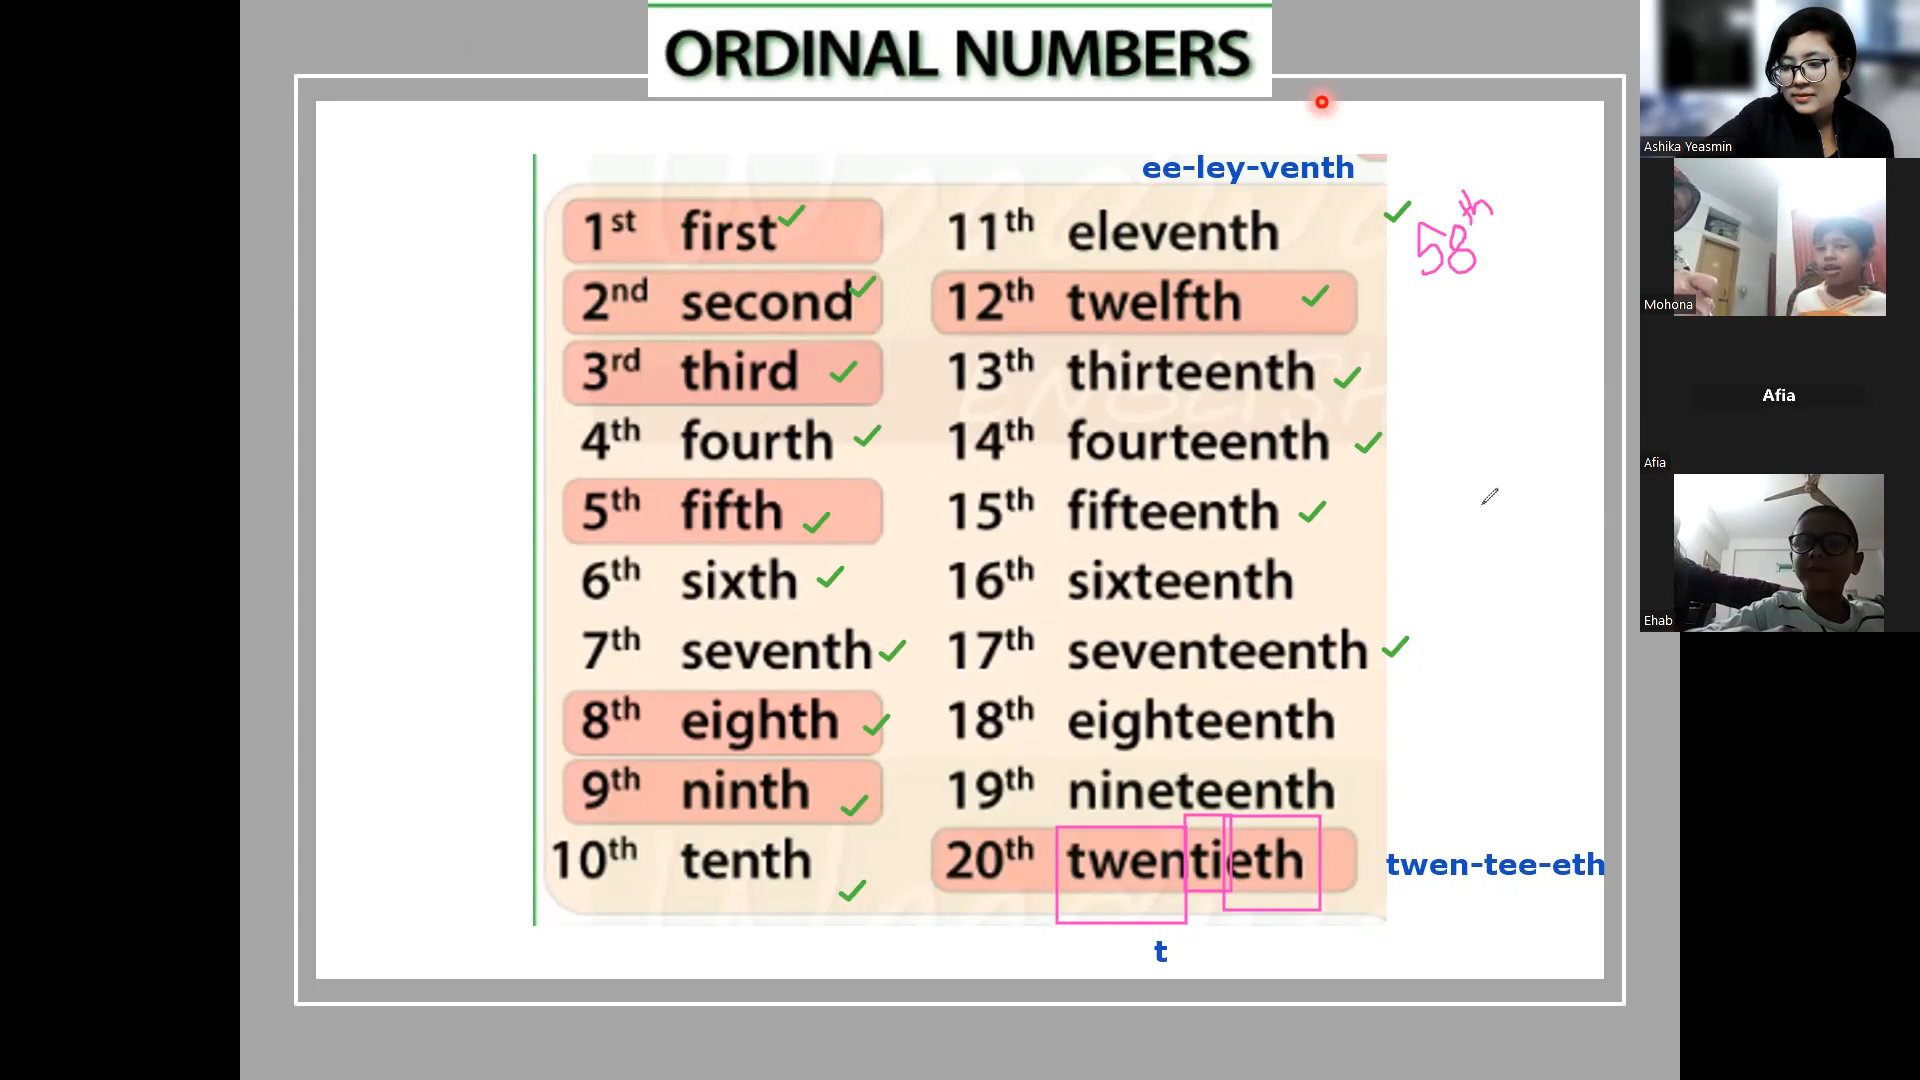 ORDINAL NUMBERS
ee-ley-venth
1st first
2nd second
3rd third
4th fourth
5th fifth
6th sixth
7th seventh
8th eighth
9th ninth
10th tenth
11th eleventh
58th
12th twelfth
13th thirteenth
14th fourteenth
15th fifteenth
16th sixteenth
17th seventeenth
18th eighteenth
19th nineteenth
20th twentieth
twen-tee-eth
t
Ashika Yeasmin
Mohona
Afia
Afia
Ehab